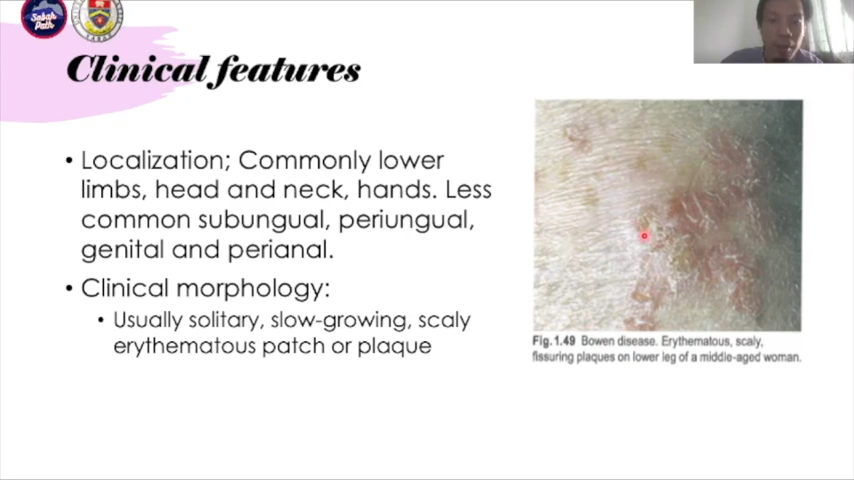 Sabah
Path
Clinical features
• Localization; Commonly lower
limbs, head and neck, hands. Less
common subungual, periungual,
genital and perianal.
• Clinical morphology:
• Usually solitary, slow-growing, scaly
erythematous patch or plaque
Fig. 1.49 Bowen disease. Erythematous, scaly,
fissuring plaques on lower leg of a middle-aged woman.